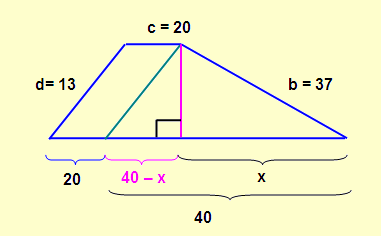 c = 20
d= 13
b = 37
20
40 – x
x
40